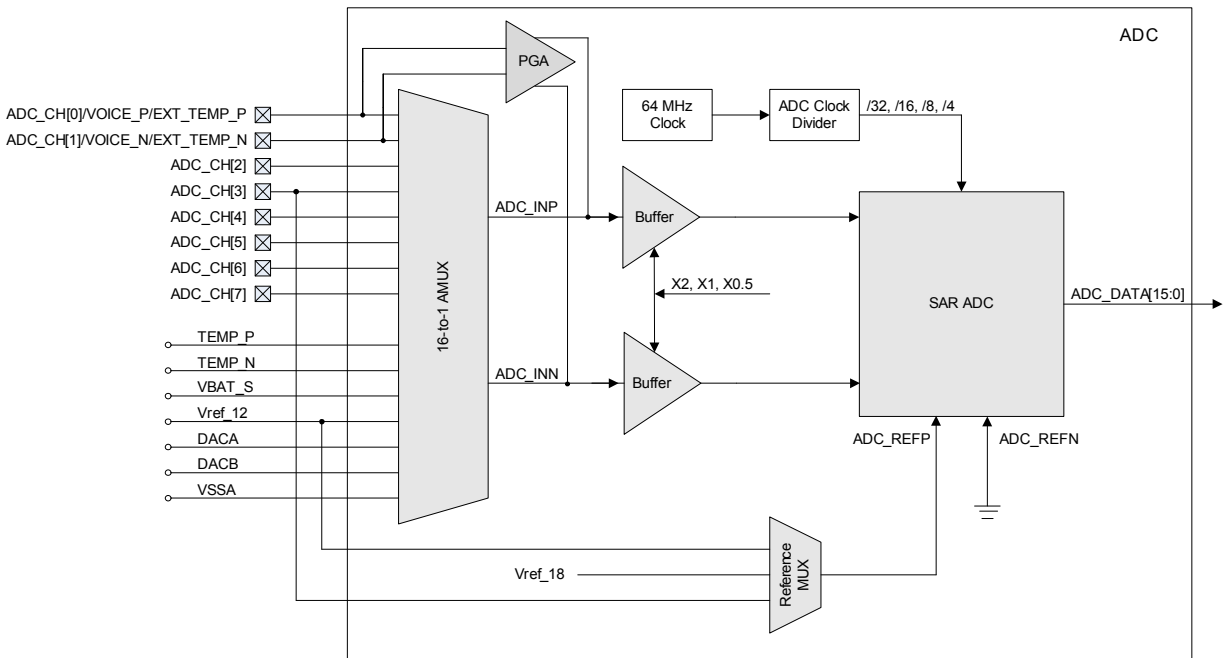 ADC
PGA
ADC_CH[0]/VOICE_P/EXT_TEMP_P
ADC_CH[1]/VOICE_N/EXT_TEMP_N
ADC_CH[2]
ADC_CH[3]
ADC_CH[4]
ADC_CH[5]
ADC_CH[6]
ADC_CH[7]
TEMP_P
TEMP_N
VBAT_S
Vref_12
DACA
DACB
VSSA
16-to-1 AMUX
ADC_INP
ADC_INN
64 MHz
Clock
ADC Clock
Divider
/32, /16, /8, /4
Buffer
X2, X1, X0.5
Buffer
SAR ADC
ADC_DATA[15:0]
ADC_REFP
ADC_REFN
Vref_18
Reference
MUX